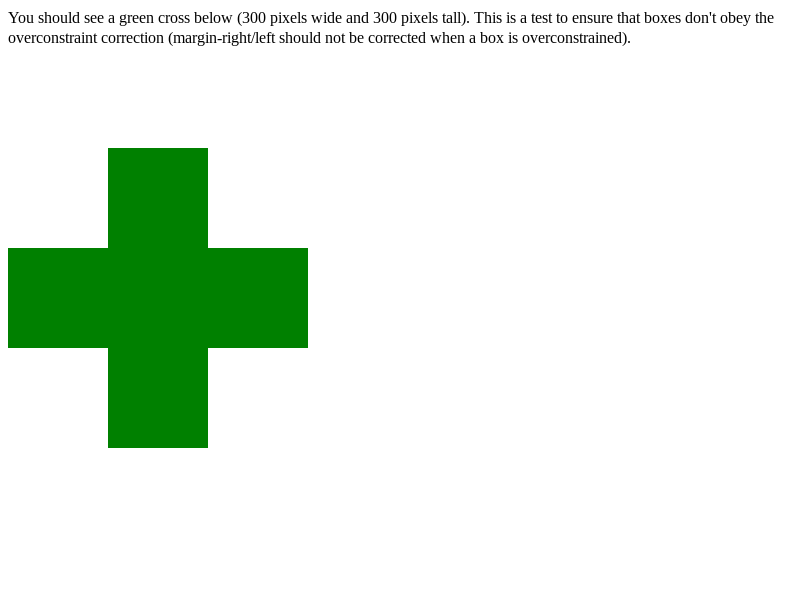 You should see a green cross below (300 pixels wide and 300 pixels tall). This is a test to ensure that boxes don't obey the
overconstraint correction (margin-right/left should not be corrected when a box is overconstrained).